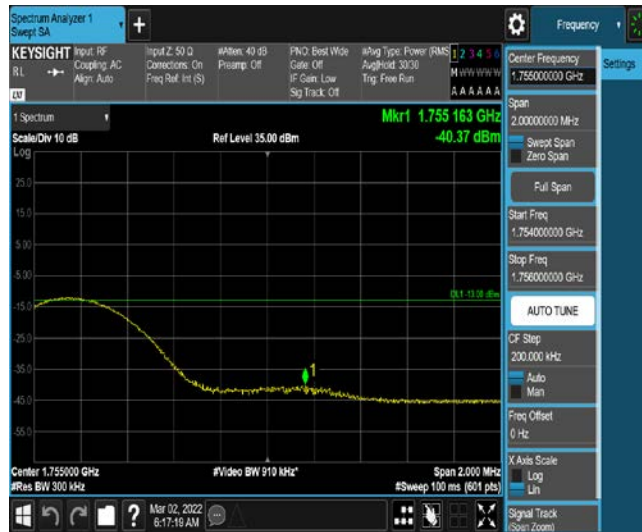 Spectrum Analyzer 1
Swept SA
+
Frequency
KEYSIGHT
RL
LXI
Input: RF
Coupling: AC
Align: Auto
Input Z: 50 Ω
Corrections: On
Freq Ref: Int (S)
#Atten: 40 dB
Preamp: Off
PNO: Best Wide
Gate: Off
IF Gain: Low
Sig Track: Off
#Avg Type: Power (RMS
Avg|Hold: 30/30
Trig: Free Run
1 2 3 4 5 6
M W W W W W
A A A A A A
1 Spectrum
Scale/Div 10 dB
Log
Ref Level 35.00 dBm
Mkr1 1.755 163 GHz
-40.37 dBm
25.0
15.0
5.00
-5.00
-15.0
-25.0
-35.0
-45.0
-55.0
DL1 -13.00 dBm
1
Center 1.755000 GHz
#Res BW 300 kHz
#Video BW 910 kHz*
Span 2.000 MHz
#Sweep 100 ms (601 pts)
Settings
Center Frequency
1.755000000 GHz
Span
2.00000000 MHz
Swept Span
Zero Span
Full Span
Start Freq
1.754000000 GHz
Stop Freq
1.756000000 GHz
AUTO TUNE
CF Step
200.000 kHz
Auto
Man
Freq Offset
0 Hz
X Axis Scale
Log
Lin
Signal Track
(Span Zoom)
?
Mar 02, 2022
6:17:19 AM